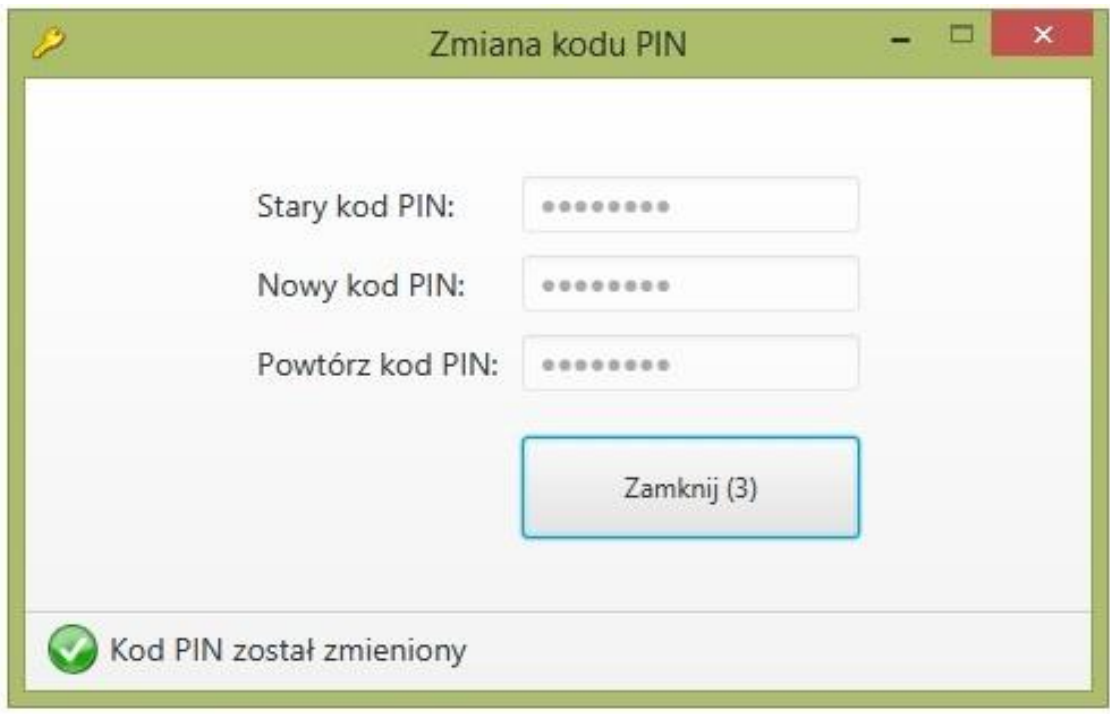 Zmiana kodu PIN
Stary kod PIN: ••••••••
Nowy kod PIN: ••••••••
Powtórz kod PIN: ••••••••
Zamknij (3)
Kod PIN został zmieniony